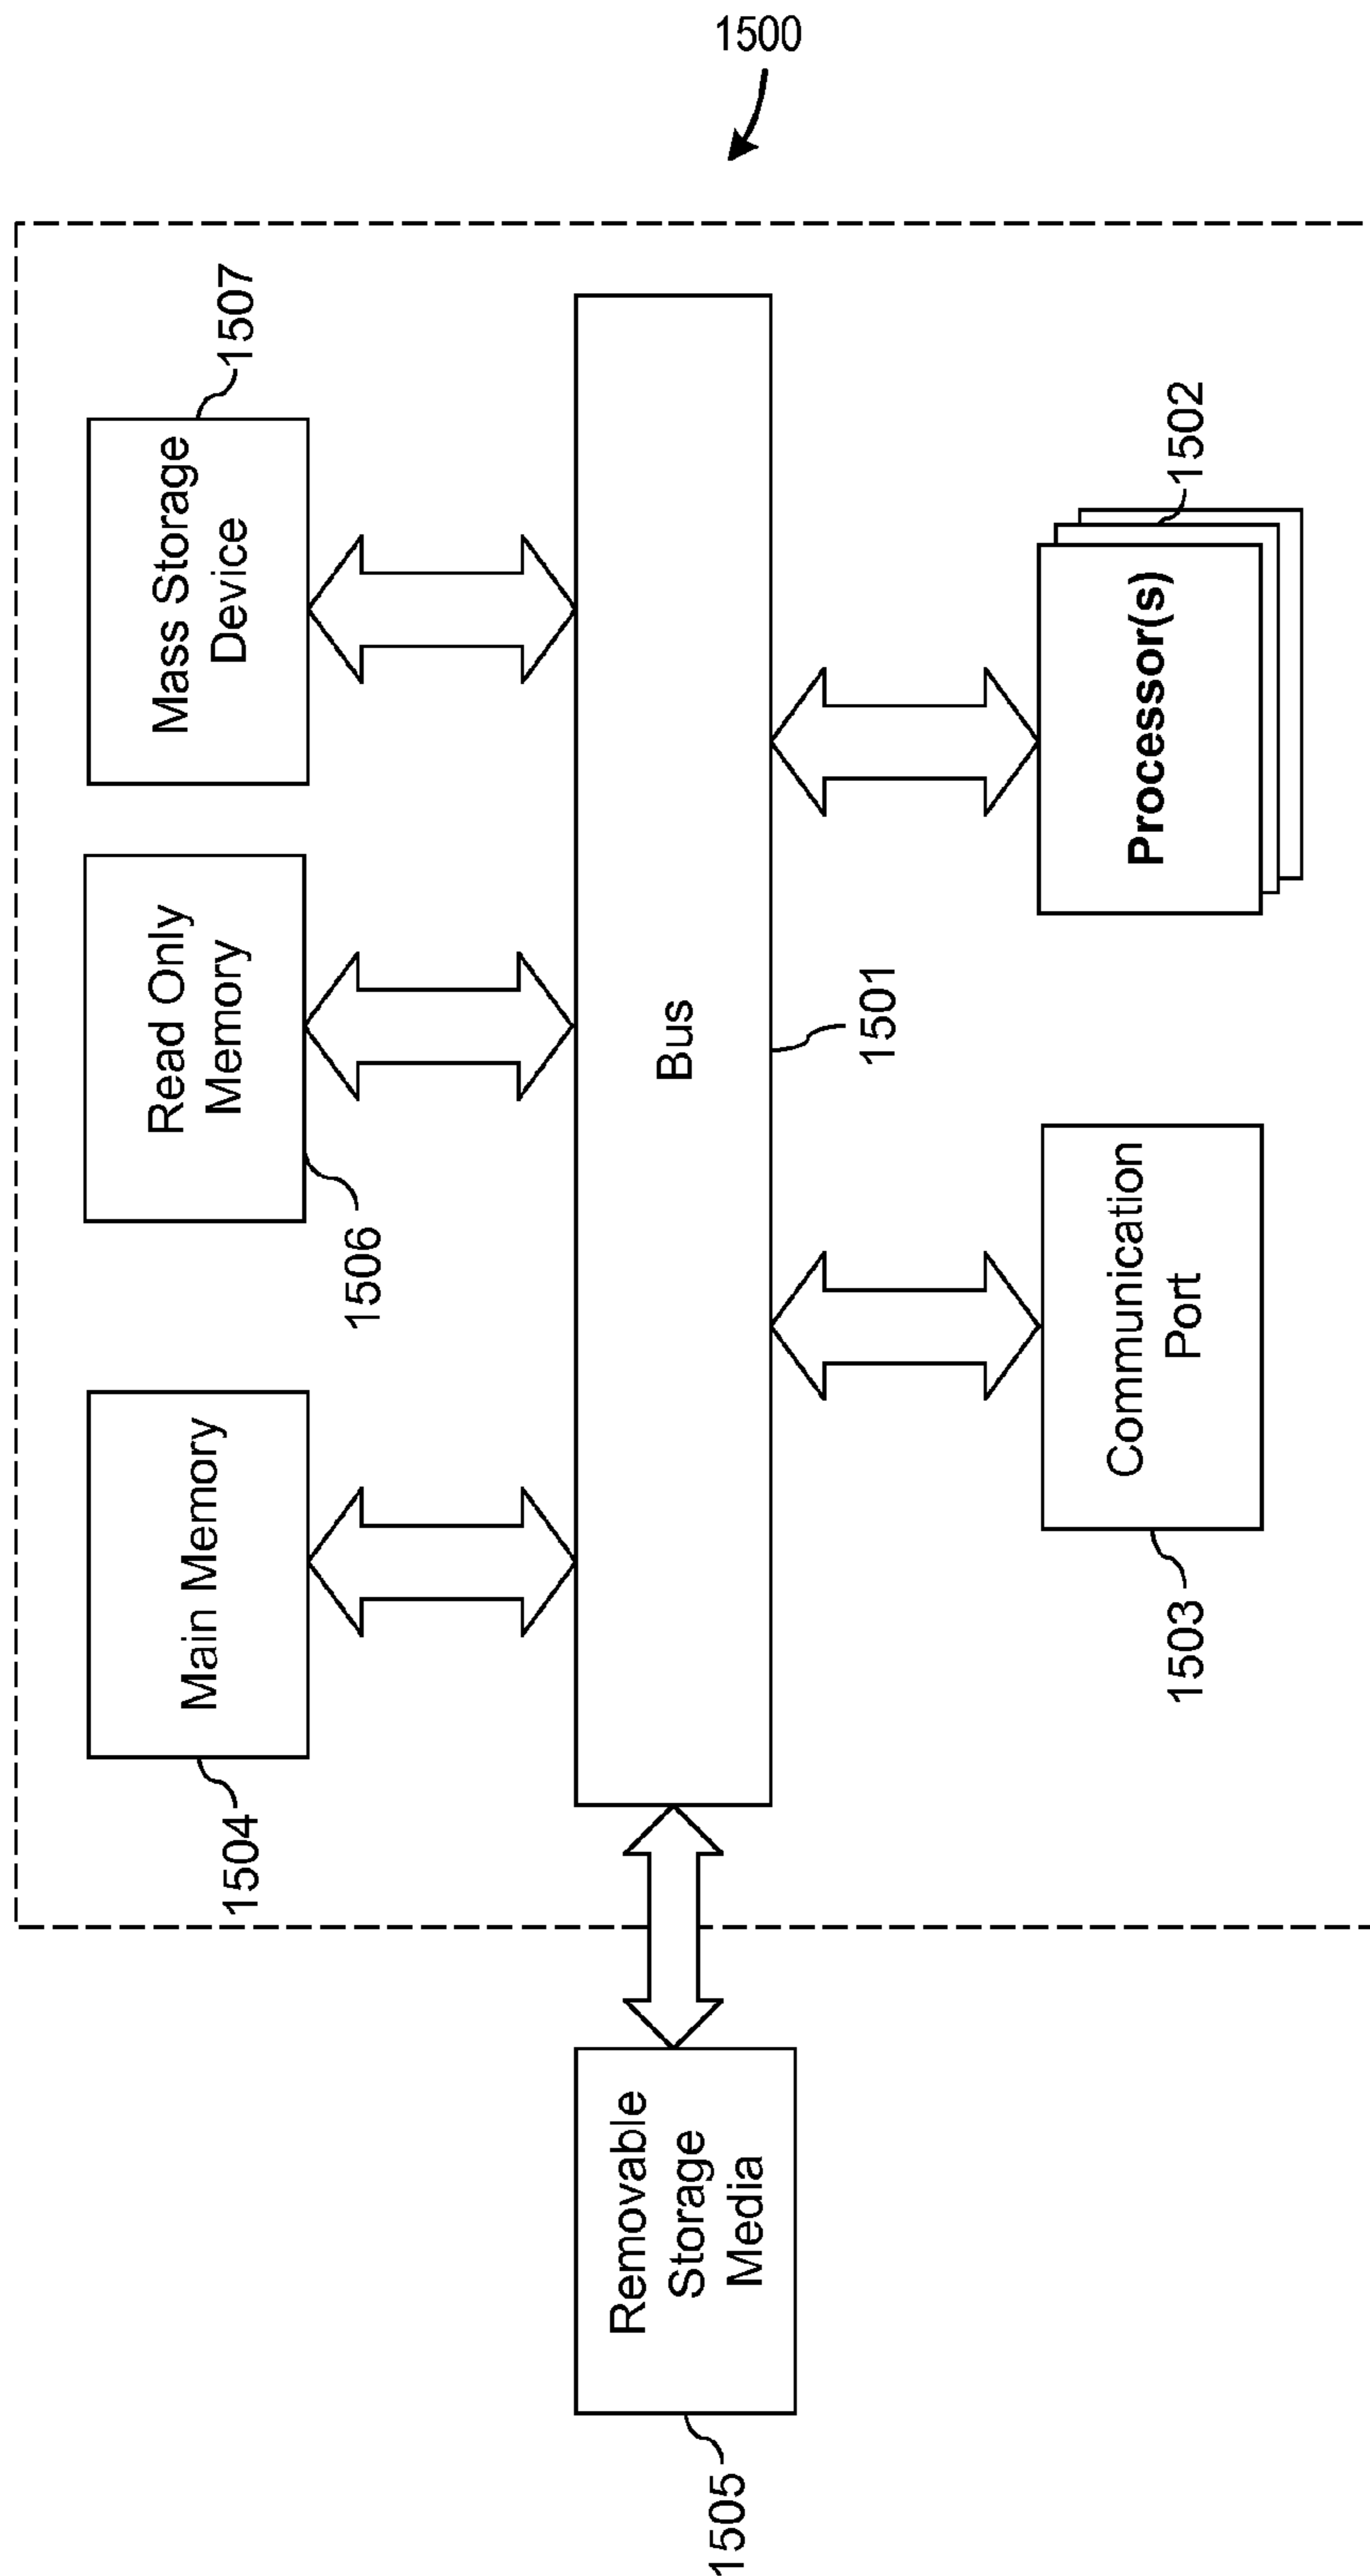 1500
Main Memory
1504
Read Only
Memory
1506
Mass Storage
Device
1507
Removable
Storage
Media
1505
Bus
1501
Communication
Port
1503
Processor(s)
1502